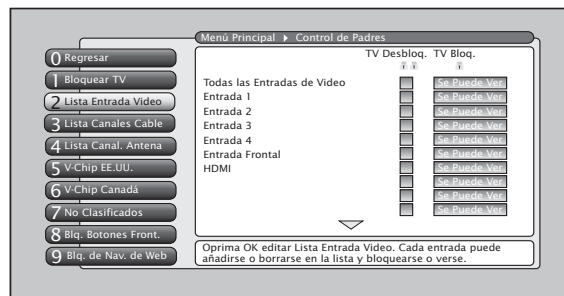 Menú Principal ▶ Control de Padres
0 Regresar
1 Bloquear TV
2 Lista Entrada Video
3 Lista Canales Cable
4 Lista Canal. Antena
5 V-Chip EE.UU.
6 V-Chip Canadá
7 No Clasificados
8 Blq. Botones Front.
9 Blq. de Nav. de Web
TV Desbloq. TV Bloq.
Todas las Entradas de Video Se Puede Ver
Entrada 1 Se Puede Ver
Entrada 2 Se Puede Ver
Entrada 3 Se Puede Ver
Entrada 4 Se Puede Ver
Entrada Frontal Se Puede Ver
HDMI Se Puede Ver
Se Puede Ver
Se Puede Ver
Se Puede Ver
Oprima OK editar Lista Entrada Video. Cada entrada puede
añadirse o borrarse en la lista y bloquearse o verse.